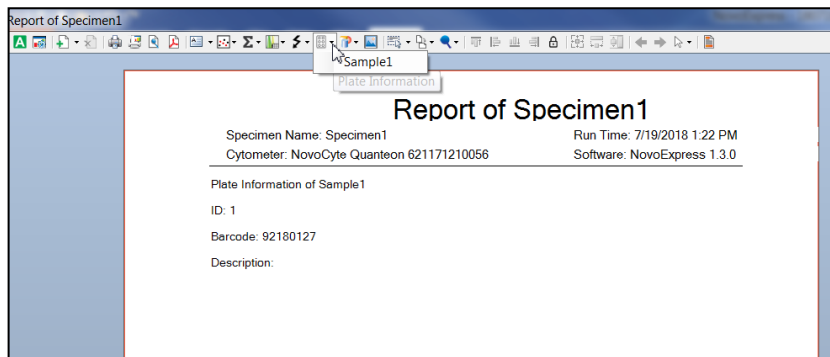 Report of Specimen1
A
Sample1
Plate Information
Report of Specimen1
Specimen Name: Specimen1
Run Time: 7/19/2018 1:22 PM
Cytometer: NovoCyte Quanteon 621171210056
Software: NovoExpress 1.3.0
Plate Information of Sample1
ID: 1
Barcode: 92180127
Description: